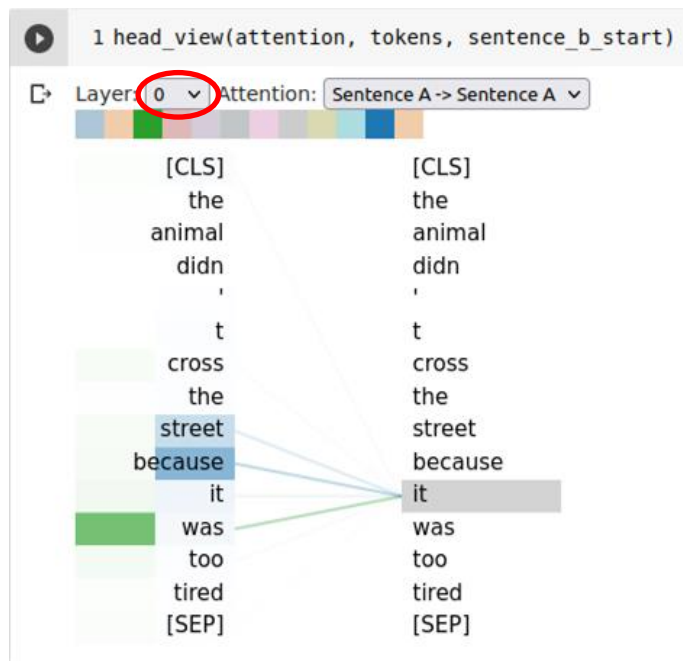 1 head_view(attention, tokens, sentence_b_start)
Layer: 0 Attention: Sentence A -> Sentence A
[CLS] [CLS]
the the
animal animal
didn didn
' '
t t
cross cross
the the
street street
because because
it it
was was
too too
tired tired
[SEP] [SEP]